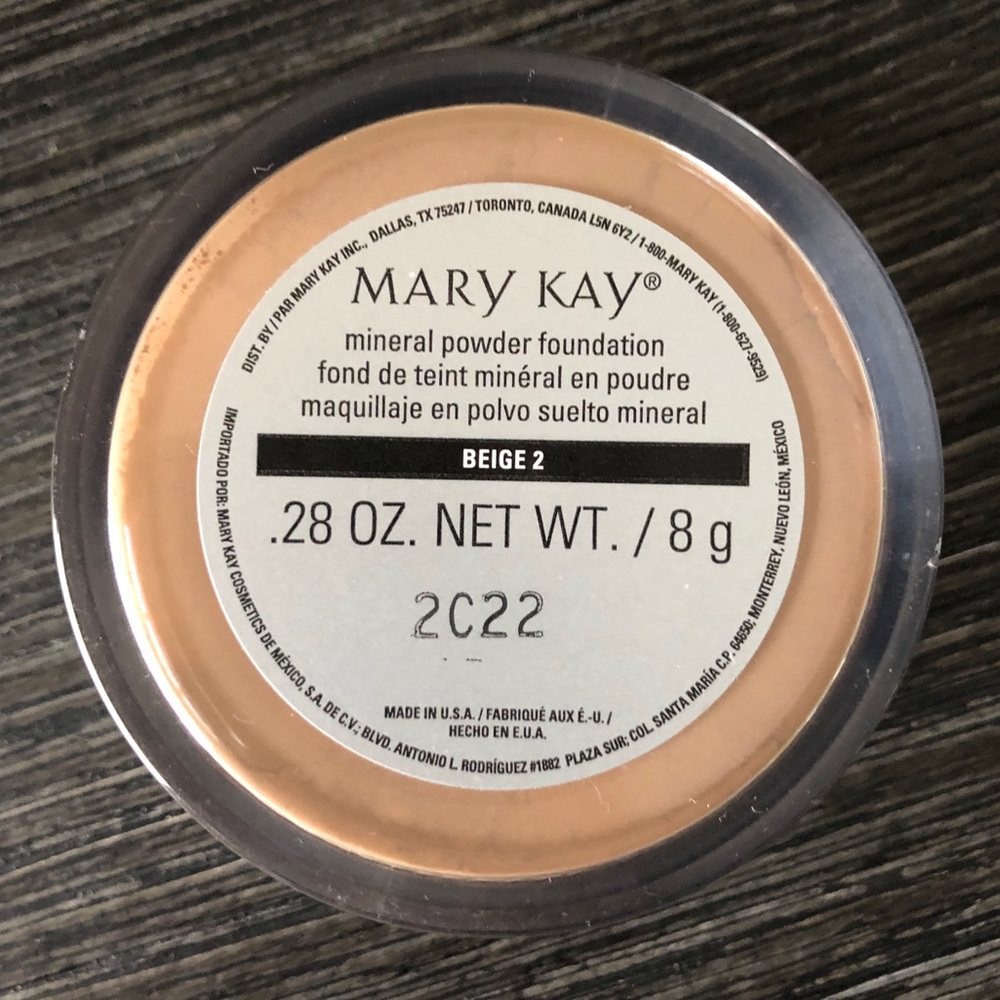 DIST. BY / PAR MARY KAY INC., DALLAS, TX 75247 / TORONTO, CANADA L5N 6Y2 / 1-800-MARY KAY (1-800-627-9529)
MARY KAY®
mineral powder foundation
fond de teint minéral en poudre
maquillaje en polvo suelto mineral
BEIGE 2
.28 OZ. NET WT. / 8 g
2C22
MADE IN U.S.A. / FABRIQUÉ AUX É.-U. /
HECHO EN E.U.A.
IMPORTADO POR: MARY KAY COSMETICS DE MÉXICO, S.A. DE C.V.; BLVD. ANTONIO L. RODRÍGUEZ #1882 PLAZA SUR; COL. SANTA MARÍA C.P. 64650; MONTERREY, NUEVO LEÓN, MÉXICO